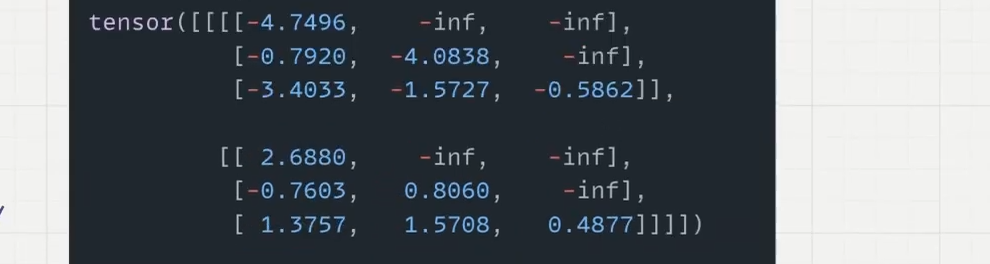 tensor([[[[-4.7496, -inf, -inf],
[-0.7920, -4.0838, -inf],
[-3.4033, -1.5727, -0.5862]],
[[ 2.6880, -inf, -inf],
[-0.7603, 0.8060, -inf],
[ 1.3757, 1.5708, 0.4877]]]])